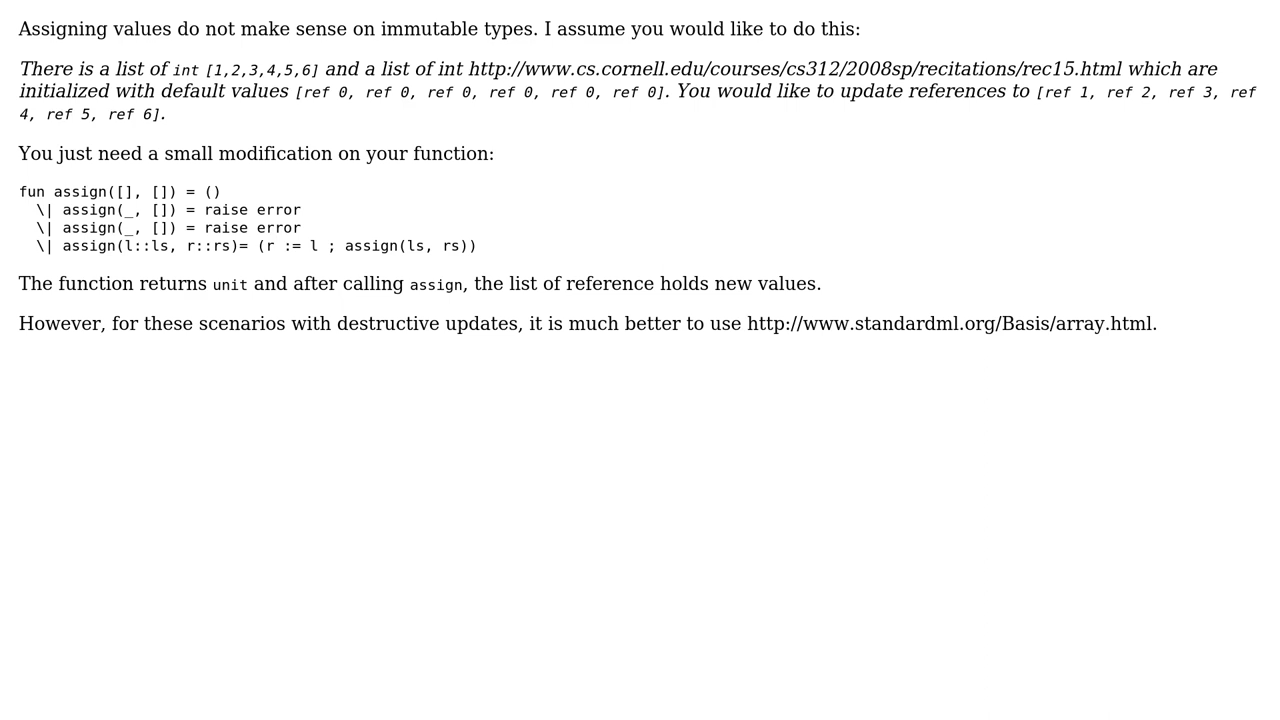 Assigning values do not make sense on immutable types. I assume you would like to do this:
There is a list of int [1,2,3,4,5,6] and a list of int http://www.cs.cornell.edu/courses/cs312/2008sp/recitations/rec15.html which are
initialized with default values [ref 0, ref 0, ref 0, ref 0, ref 0, ref 0]. You would like to update references to [ref 1, ref 2, ref 3, ref
4, ref 5, ref 6].
You just need a small modification on your function:
fun assign([], []) = ()
  \| assign(_, []) = raise error
  \| assign(_, []) = raise error
  \| assign(l::ls, r::rs)= (r := l ; assign(ls, rs))
The function returns unit and after calling assign, the list of reference holds new values.
However, for these scenarios with destructive updates, it is much better to use http://www.standardml.org/Basis/array.html.